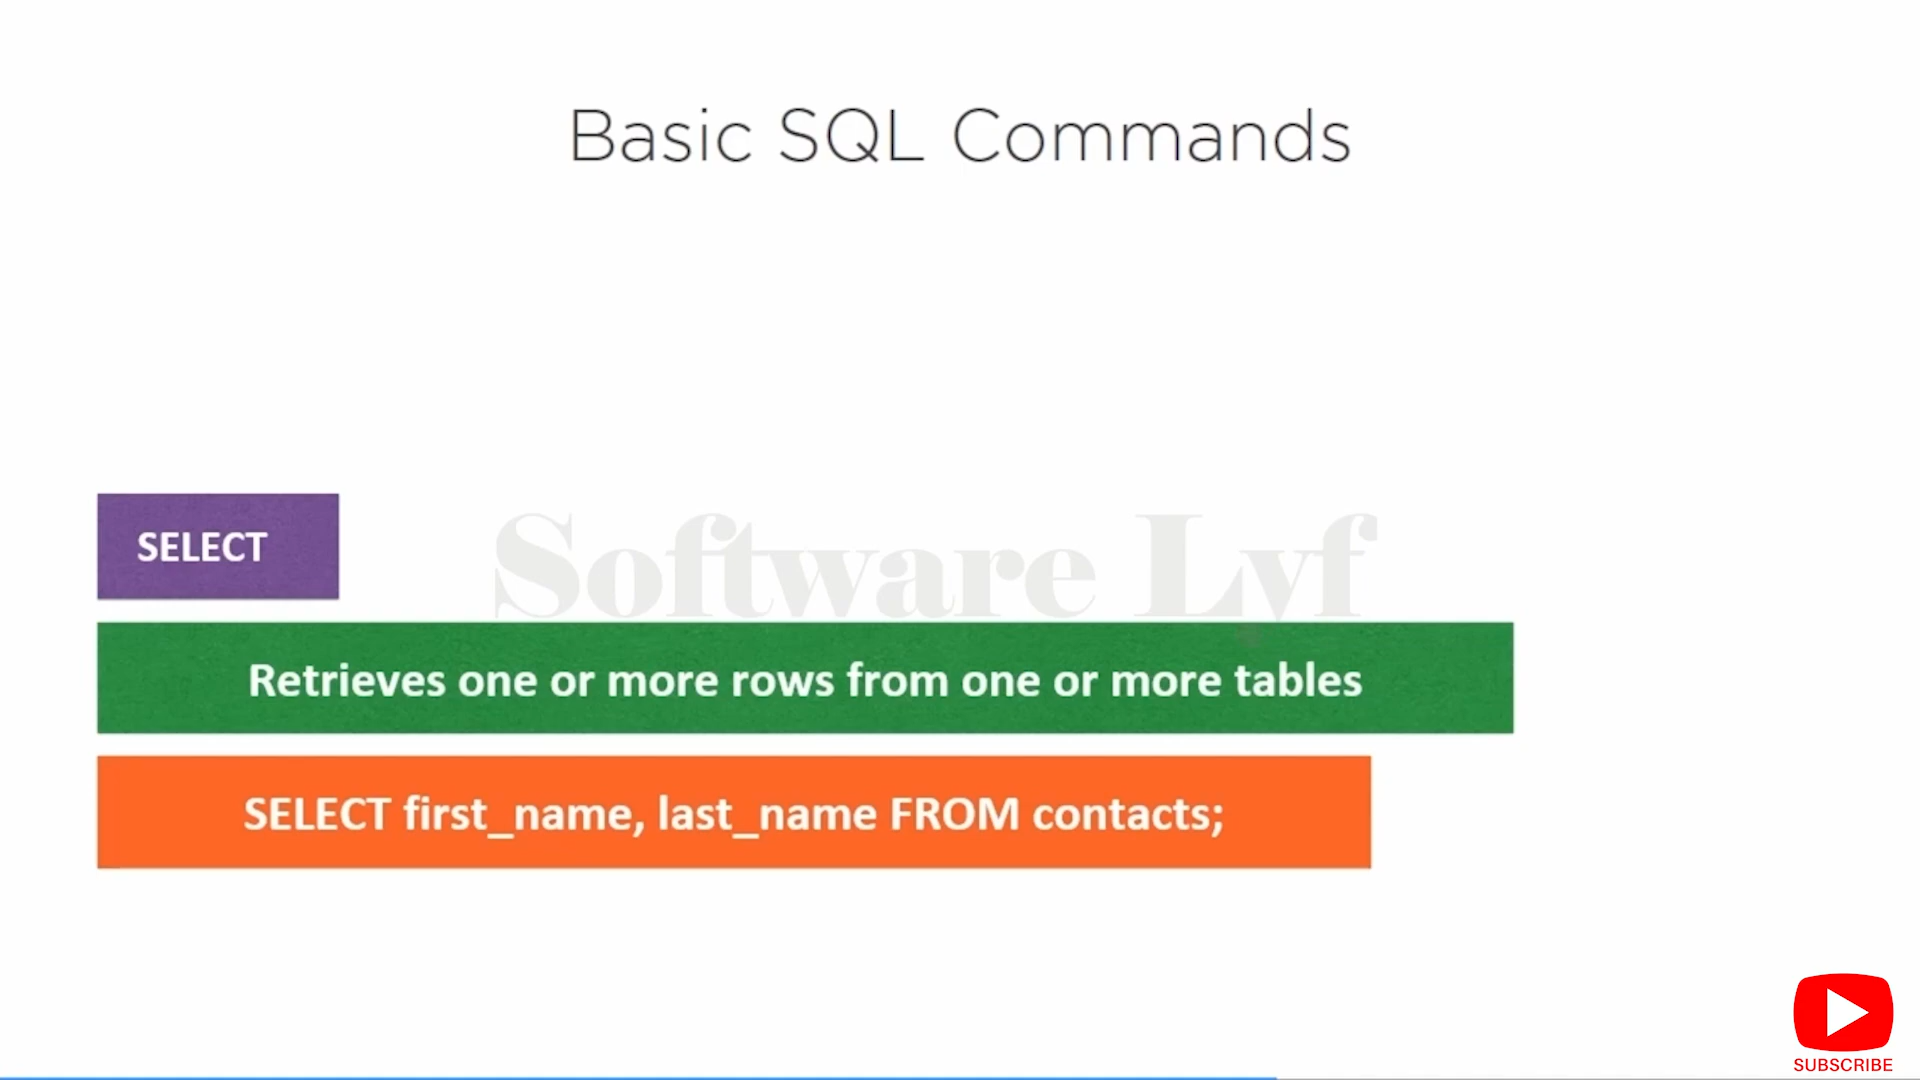 Basic SQL Commands
SELECT
Software Lyf
Retrieves one or more rows from one or more tables
SELECT first_name, last_name FROM contacts;
SUBSCRIBE